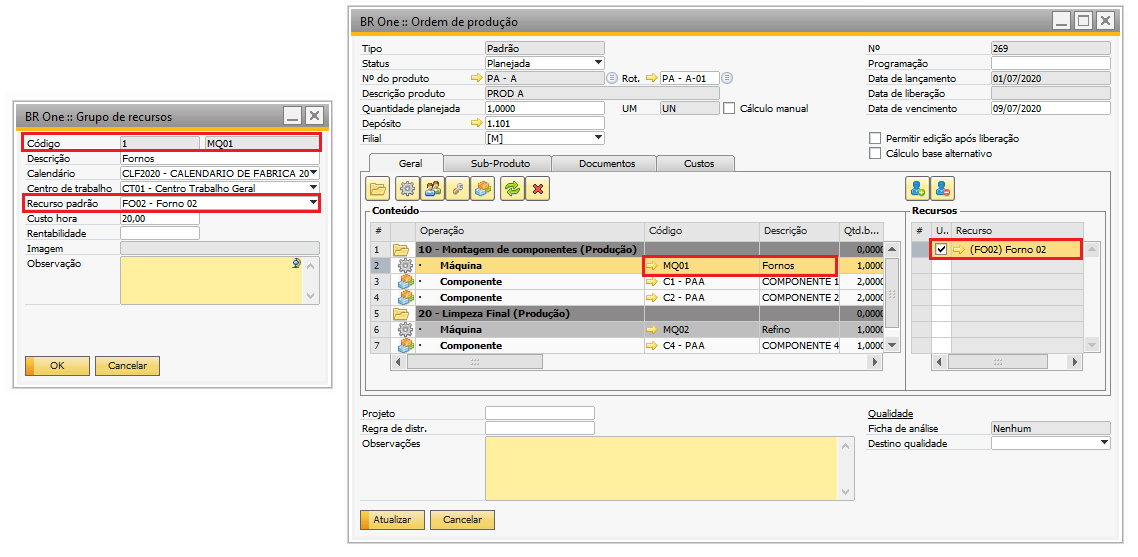 BR One :: Grupo de recursos
Código 1 MQ01
Descrição Fornos
Calendário CLF2020 - CALENDARIO DE FABRICA 20
Centro de trabalho CT01 - Centro Trabalho Geral
Recurso padrão FO02 - Forno 02
Custo hora 20,00
Rentabilidade
Imagem
Observação
OK Cancelar
BR One :: Ordem de produção
Tipo Padrão Nº 269
Status Planejada Programação
Nº do produto PA - A Rot. PA - A-01 Data de lançamento 01/07/2020
Descrição produto PROD A Data de liberação
Quantidade planejada 1,0000 UM UN Cálculo manual Data de vencimento 09/07/2020
Depósito 1.101
Filial [M] Permitir edição após liberação
Cálculo base alternativo
Geral Sub-Produto Documentos Custos
Conteúdo Recursos
# Operação Código Descrição Qtd.b... # U.. Recurso
1 10 - Montagem de componentes (Produção) 0,0000 (FO02) Forno 02
2 · Máquina MQ01 Fornos 1,0000
3 · Componente C1 - PAA COMPONENTE 1 2,0000
4 · Componente C2 - PAA COMPONENTE 2 2,0000
5 20 - Limpeza Final (Produção) 0,0000
6 · Máquina MQ02 Refino 1,0000
7 · Componente C4 - PAA COMPONENTE 4 1,0000
Projeto Qualidade
Regra de distr. Ficha de análise Nenhum
Observações Destino qualidade
Atualizar Cancelar